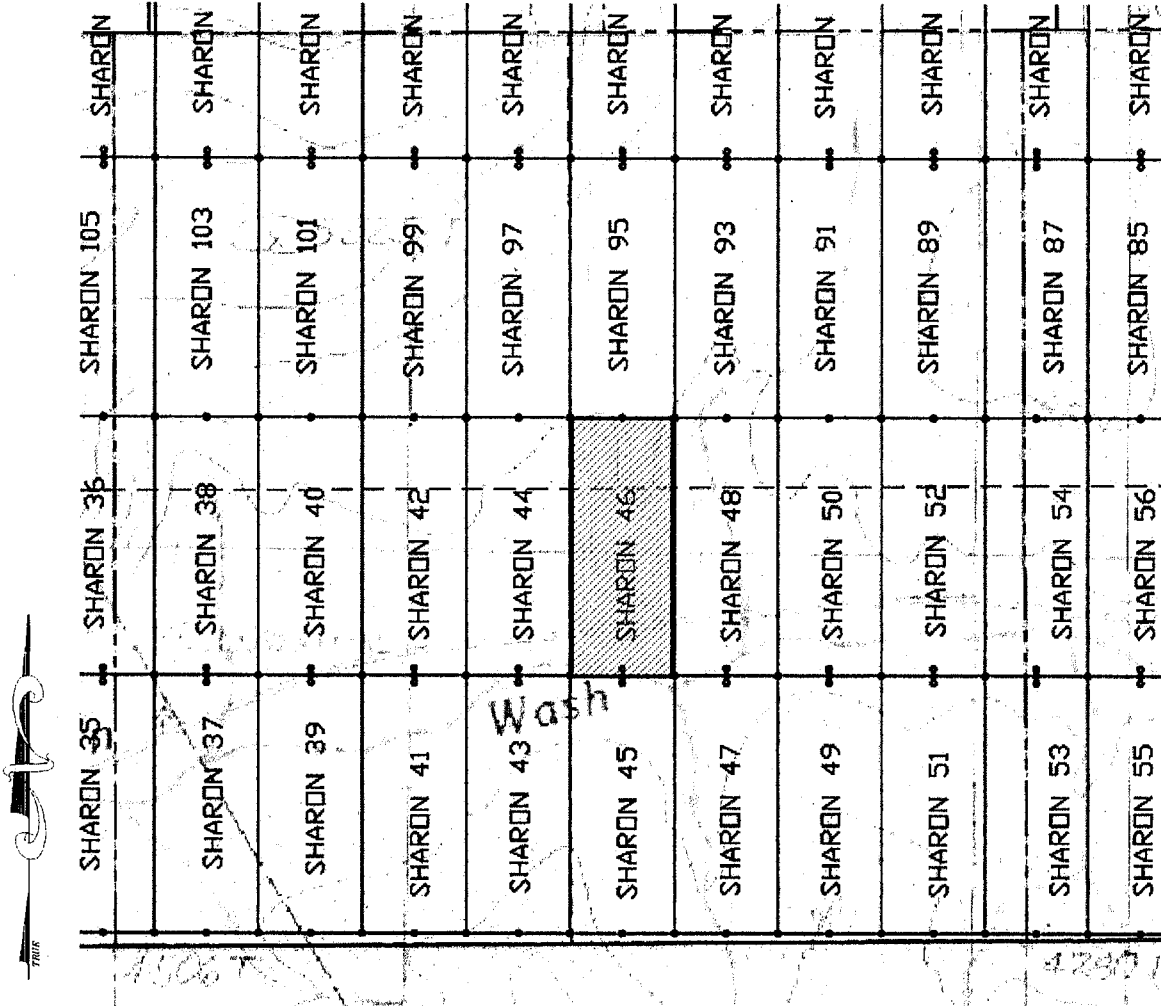 SHARON
SHARON
SHARON
SHARON
SHARON
SHARON
SHARON
SHARON
SHARON
SHARON
SHARON
SHARON 105
SHARON 103
SHARON 101
SHARON 99
SHARON 97
SHARON 95
SHARON 93
SHARON 91
SHARON 89
SHARON 87
SHARON 85
SHARON 36
SHARON 38
SHARON 40
SHARON 42
SHARON 44
SHARON 46
SHARON 48
SHARON 50
SHARON 52
SHARON 54
SHARON 56
Wash
SHARON 35
SHARON 37
SHARON 39
SHARON 41
SHARON 43
SHARON 45
SHARON 47
SHARON 49
SHARON 51
SHARON 53
SHARON 55
TRUE